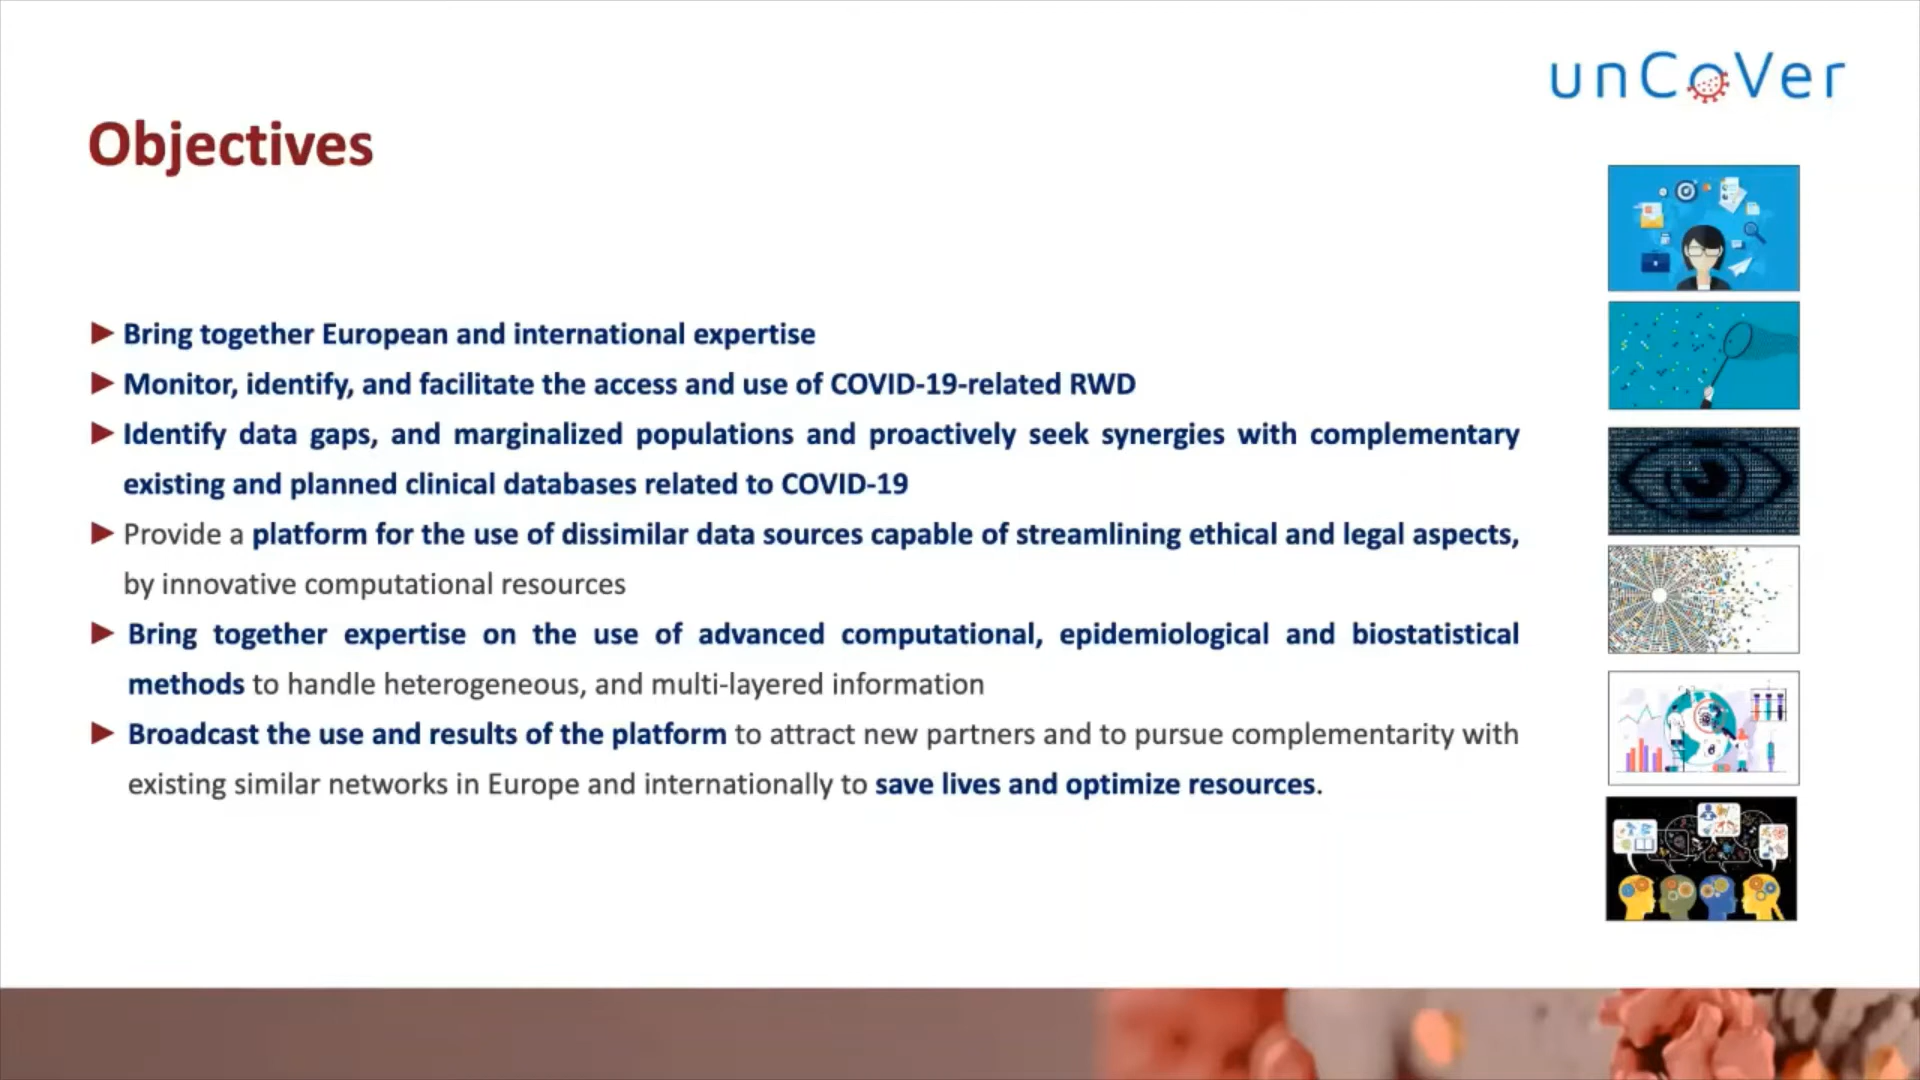 unCoVer
Objectives
► Bring together European and international expertise
► Monitor, identify, and facilitate the access and use of COVID-19-related RWD
► Identify data gaps, and marginalized populations and proactively seek synergies with complementary
existing and planned clinical databases related to COVID-19
► Provide a platform for the use of dissimilar data sources capable of streamlining ethical and legal aspects,
by innovative computational resources
► Bring together expertise on the use of advanced computational, epidemiological and biostatistical
methods to handle heterogeneous, and multi-layered information
► Broadcast the use and results of the platform to attract new partners and to pursue complementarity with
existing similar networks in Europe and internationally to save lives and optimize resources.